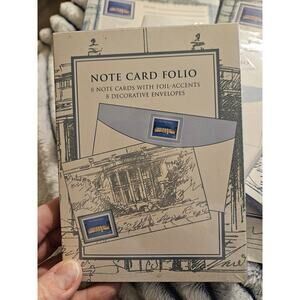 NOTE CARD FOLIO
8 NOTE CARDS WITH FOIL-ACCENTS
8 DECORATIVE ENVELOPES